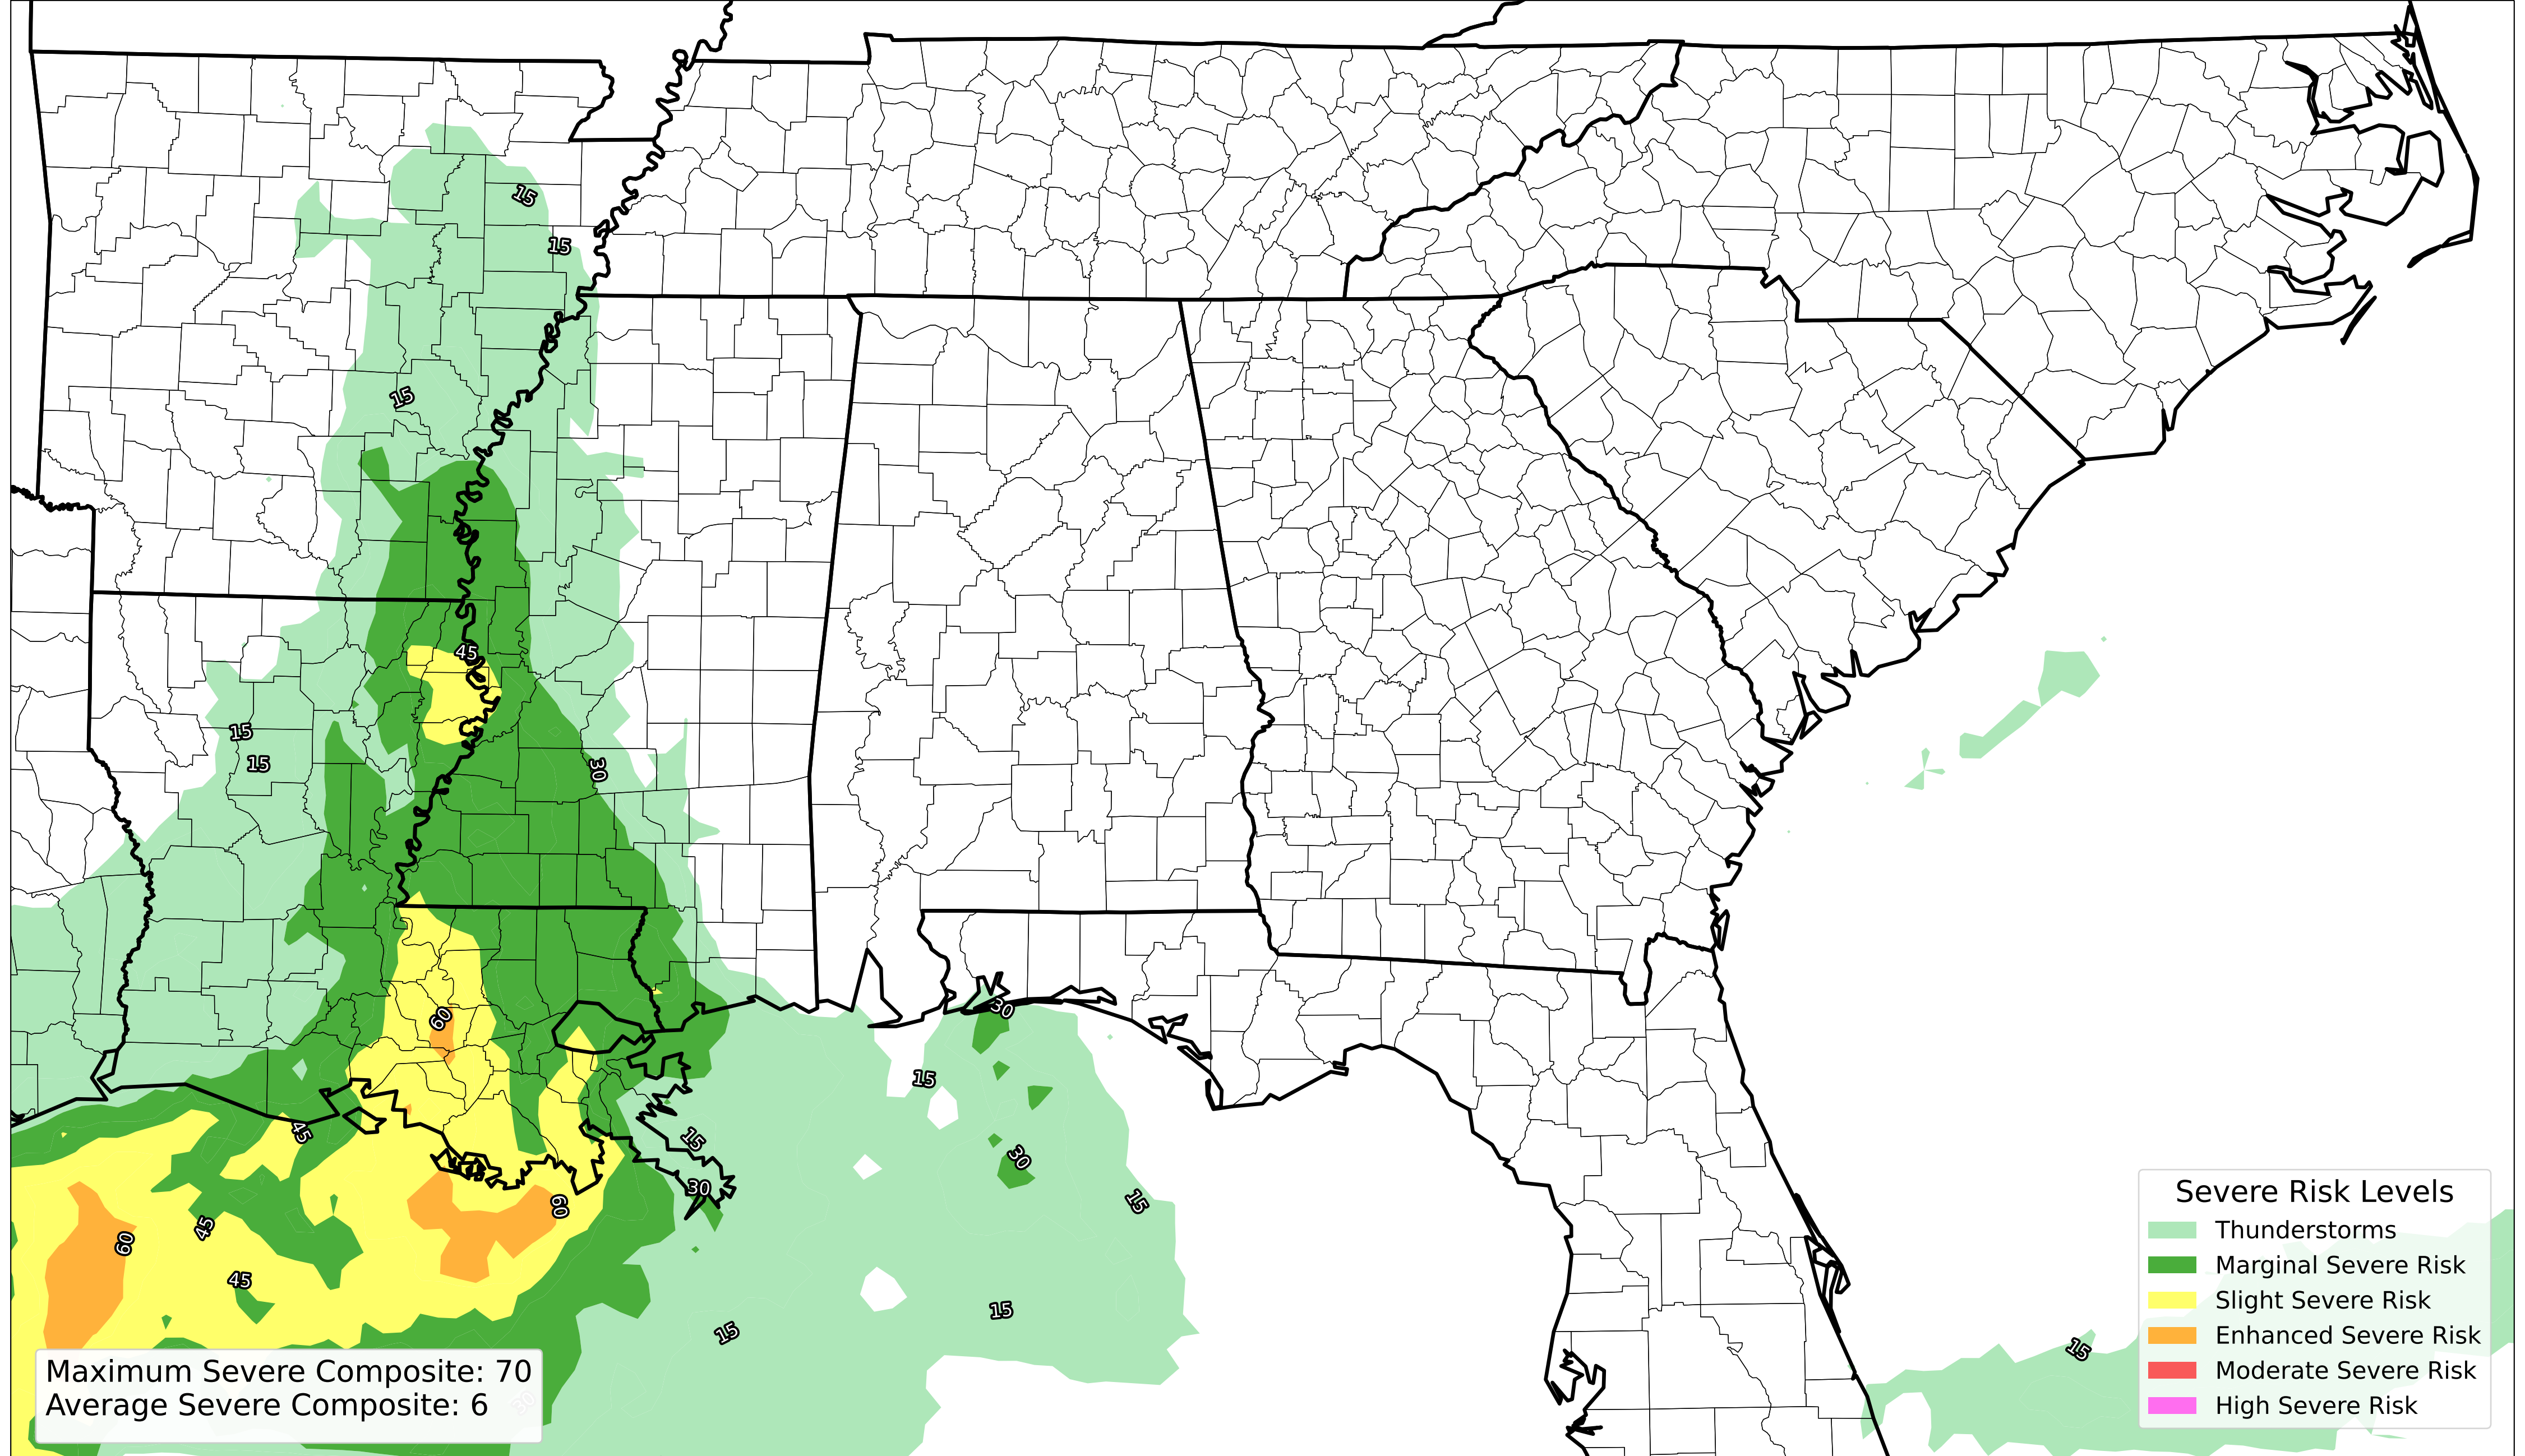 15
15
15
45
15
15
30
60
30
15
45
15
30
30
60
15
45
60
45
15
15
15
30
Severe Risk Levels
Thunderstorms
Marginal Severe Risk
Slight Severe Risk
Enhanced Severe Risk
Moderate Severe Risk
High Severe Risk
Maximum Severe Composite: 70
Average Severe Composite: 6